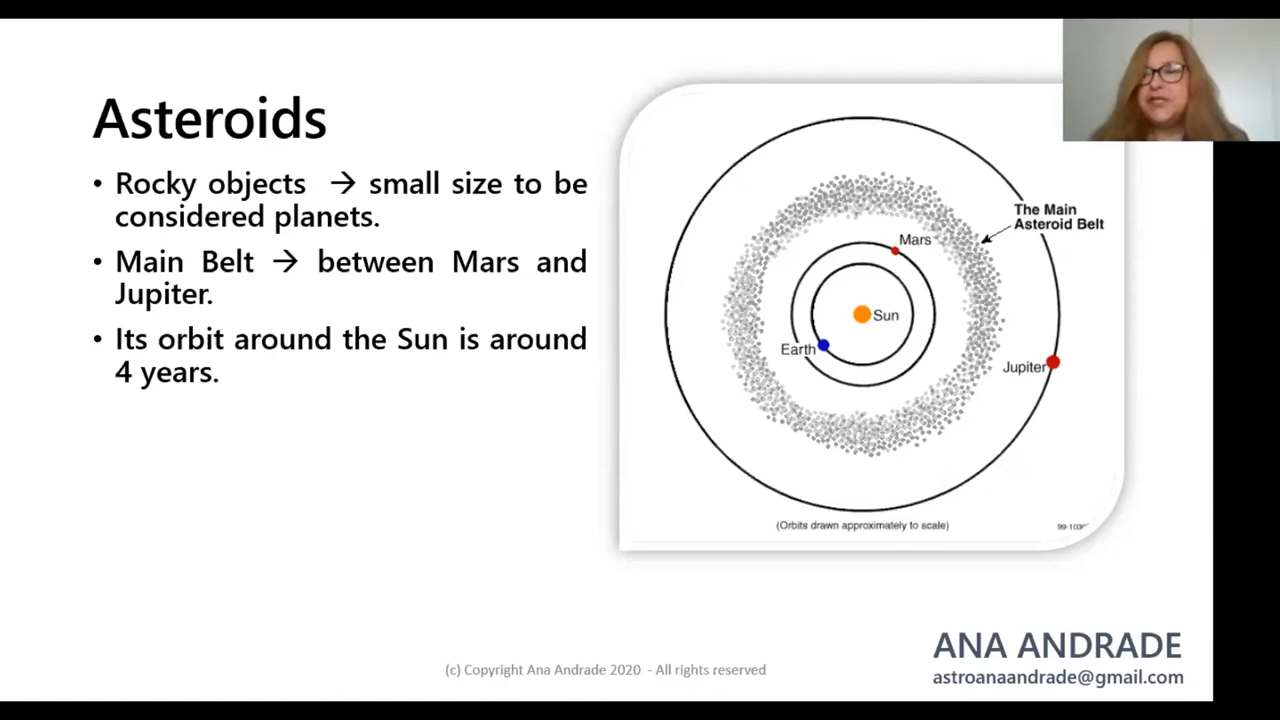 Asteroids
• Rocky objects → small size to be
considered planets.
• Main Belt → between Mars and
Jupiter.
• Its orbit around the Sun is around
4 years.
The Main
Asteroid Belt
Mars
Sun
Earth
Jupiter
(Orbits drawn approximately to scale)
ANA ANDRADE
(c) Copyright Ana Andrade 2020 - All rights reserved
astroanaandrade@gmail.com